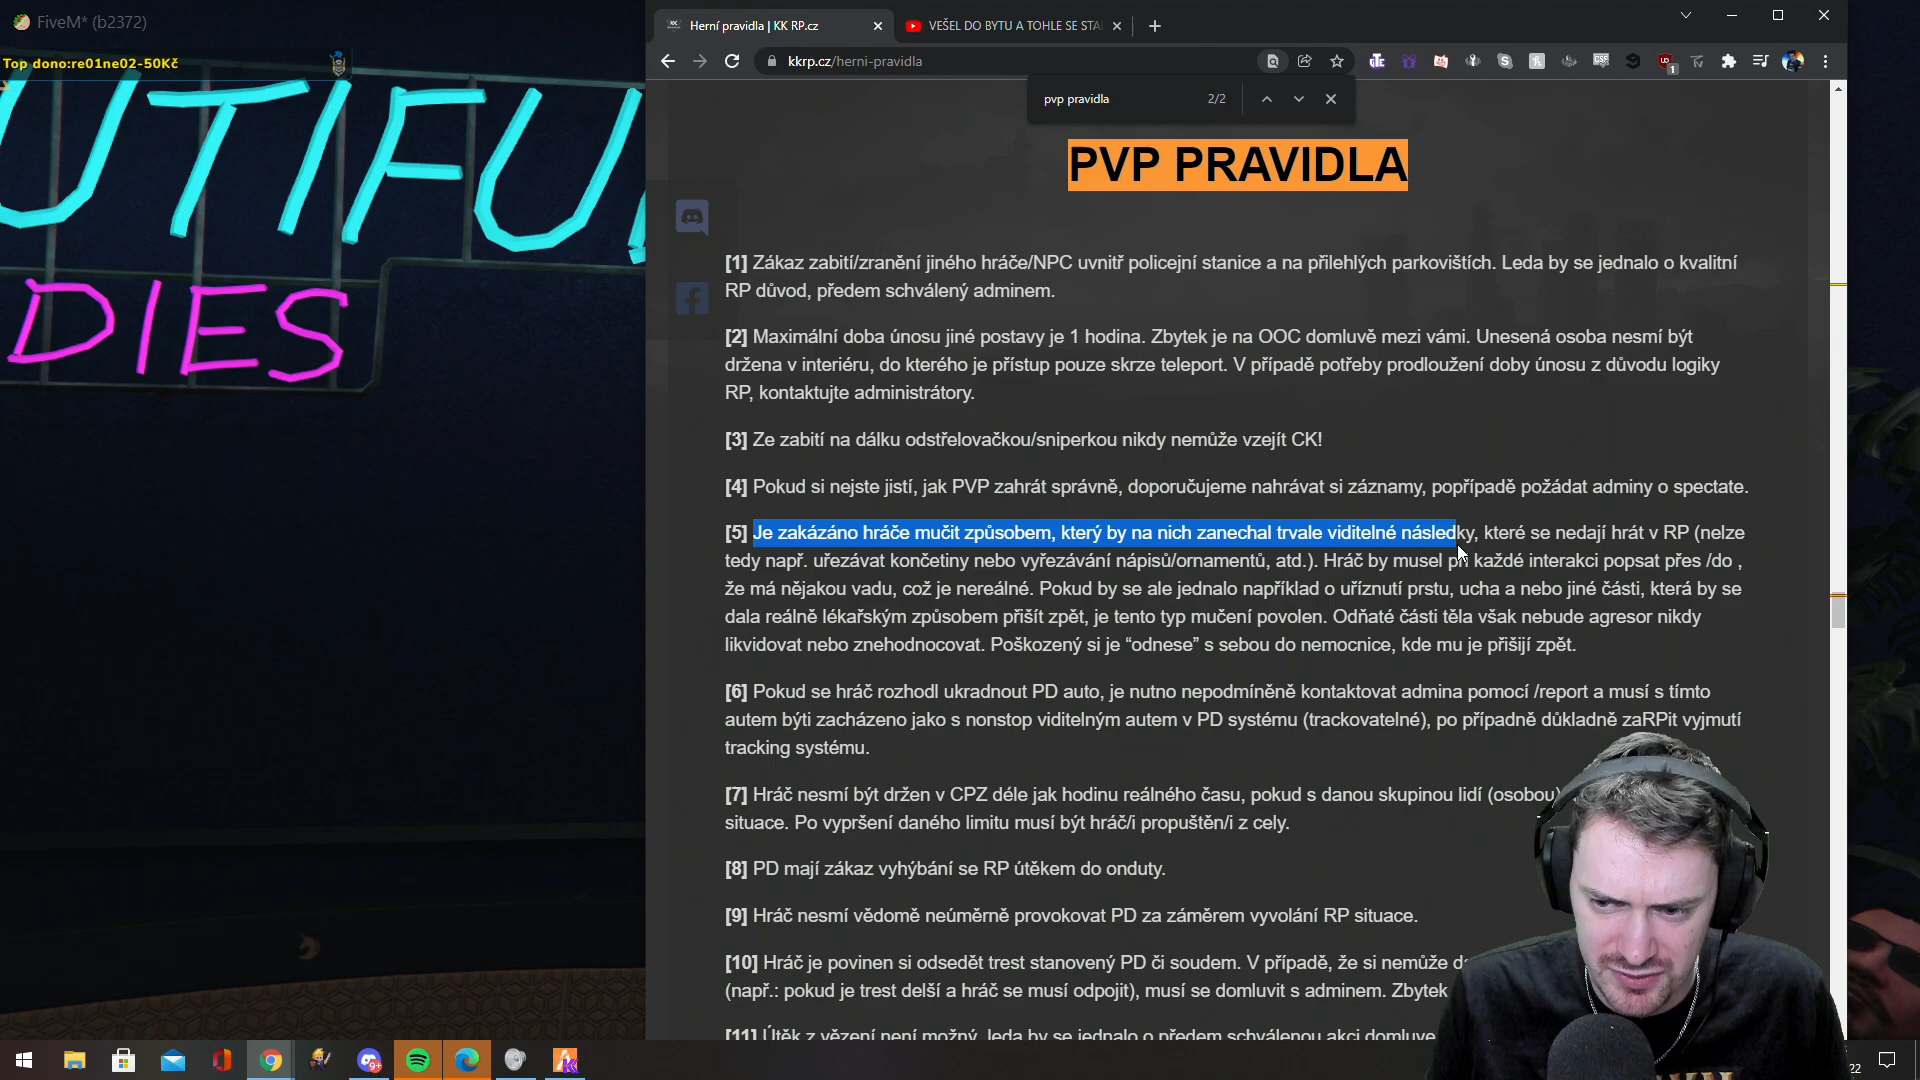 FiveM* (b2372)
Top dono:re01ne02-50Kč
UTIFUL
DIES
Herní pravidla | KK RP.cz
VEŠEL DO BYTU A TOHLE SE STA
kkrp.cz/herni-pravidla
pvp pravidla
2/2
PVP PRAVIDLA
[1] Zákaz zabití/zranění jiného hráče/NPC uvnitř policejní stanice a na přilehlých parkovištích. Leda by se jednalo o kvalitní
RP důvod, předem schválený adminem.
[2] Maximální doba únosu jiné postavy je 1 hodina. Zbytek je na OOC domluvě mezi vámi. Unesená osoba nesmí být
držena v interiéru, do kterého je přístup pouze skrze teleport. V případě potřeby prodloužení doby únosu z důvodu logiky
RP, kontaktujte administrátory.
[3] Ze zabití na dálku odstřelovačkou/sniperkou nikdy nemůže vzejít CK!
[4] Pokud si nejste jistí, jak PVP zahrát správně, doporučujeme nahrávat si záznamy, popřípadě požádat adminy o spectate.
[5] Je zakázáno hráče mučit způsobem, který by na nich zanechal trvale viditelné následky, které se nedají hrát v RP (nelze
tedy např. uřezávat končetiny nebo vyřezávání nápisů/ornamentů, atd.). Hráč by musel při každé interakci popsat přes /do ,
že má nějakou vadu, což je nereálné. Pokud by se ale jednalo například o uříznutí prstu, ucha a nebo jiné části, která by se
dala reálně lékařským způsobem přišít zpět, je tento typ mučení povolen. Odňaté části těla však nebude agresor nikdy
likvidovat nebo znehodnocovat. Poškozený si je “odnese” s sebou do nemocnice, kde mu je přišijí zpět.
[6] Pokud se hráč rozhodl ukradnout PD auto, je nutno nepodmíněně kontaktovat admina pomocí /report a musí s tímto
autem býti zacházeno jako s nonstop viditelným autem v PD systému (trackovatelné), po případně důkladně zaRPit vyjmutí
tracking systému.
[7] Hráč nesmí být držen v CPZ déle jak hodinu reálného času, pokud s danou skupinou lidí (osobou)
situace. Po vypršení daného limitu musí být hráč/i propuštěn/i z cely.
[8] PD mají zákaz vyhýbání se RP útěkem do onduty.
[9] Hráč nesmí vědomě neúměrně provokovat PD za záměrem vyvolání RP situace.
[10] Hráč je povinen si odsedět trest stanovený PD či soudem. V případě, že si nemůže
(např.: pokud je trest delší a hráč se musí odpojit), musí se domluvit s adminem. Zbytek
[11] Útěk z vězení není možný, leda by se jednalo o předem schválenou akci domluve
22